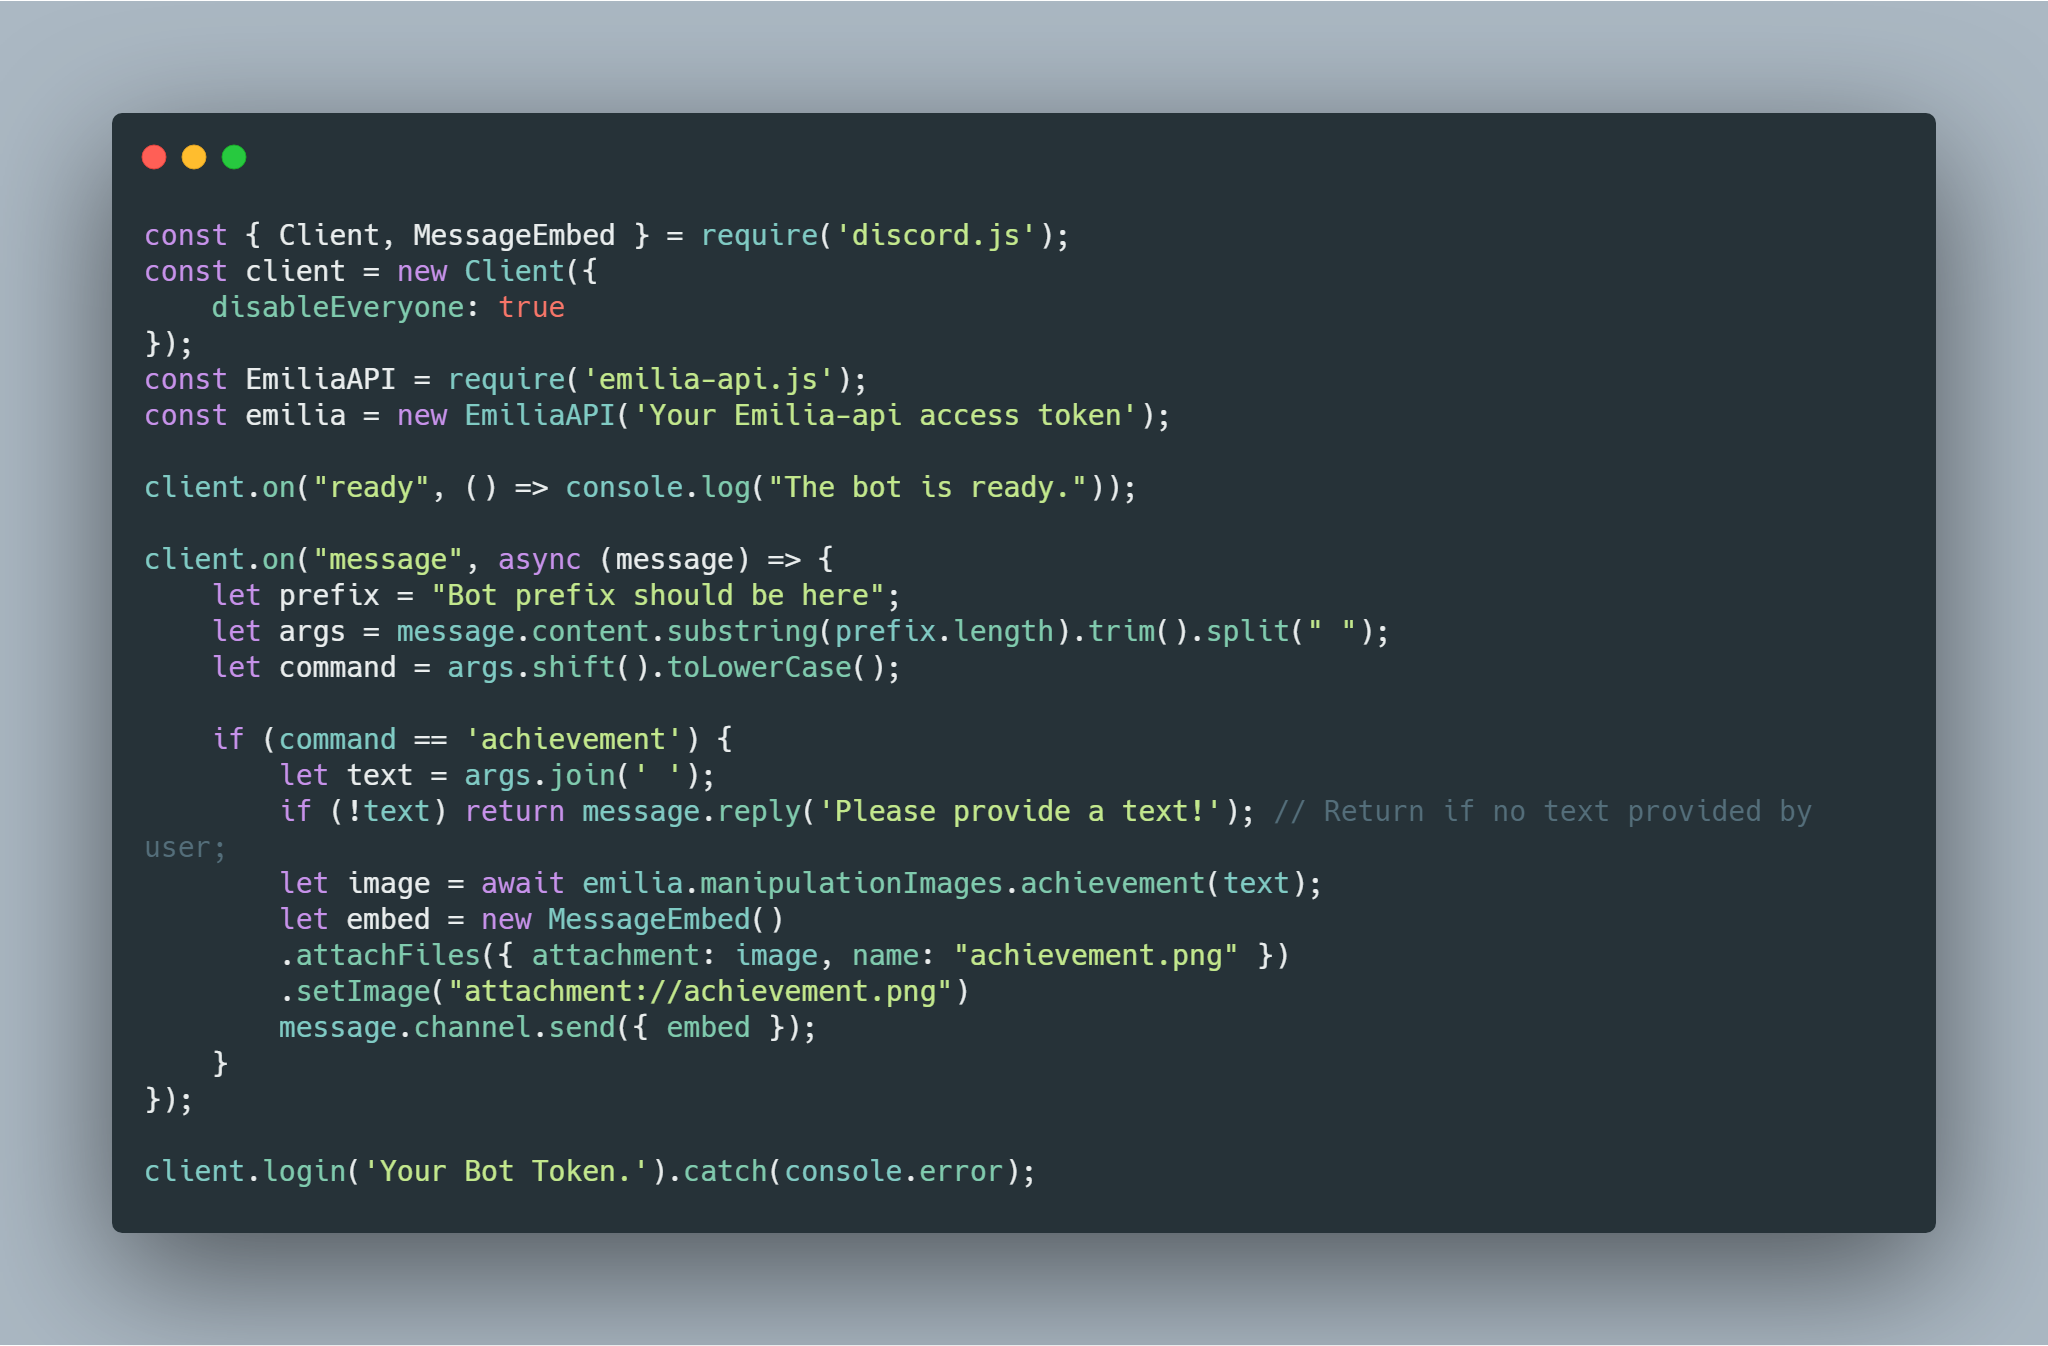 const { Client, MessageEmbed } = require('discord.js');
const client = new Client({
    disableEveryone: true
});
const EmiliaAPI = require('emilia-api.js');
const emilia = new EmiliaAPI('Your Emilia-api access token');

client.on("ready", () => console.log("The bot is ready."));

client.on("message", async (message) => {
    let prefix = "Bot prefix should be here";
    let args = message.content.substring(prefix.length).trim().split(" ");
    let command = args.shift().toLowerCase();

    if (command == 'achievement') {
        let text = args.join(' ');
        if (!text) return message.reply('Please provide a text!'); // Return if no text provided by
user;
        let image = await emilia.manipulationImages.achievement(text);
        let embed = new MessageEmbed()
        .attachFiles({ attachment: image, name: "achievement.png" })
        .setImage("attachment://achievement.png")
        message.channel.send({ embed });
    }
});

client.login('Your Bot Token.').catch(console.error);